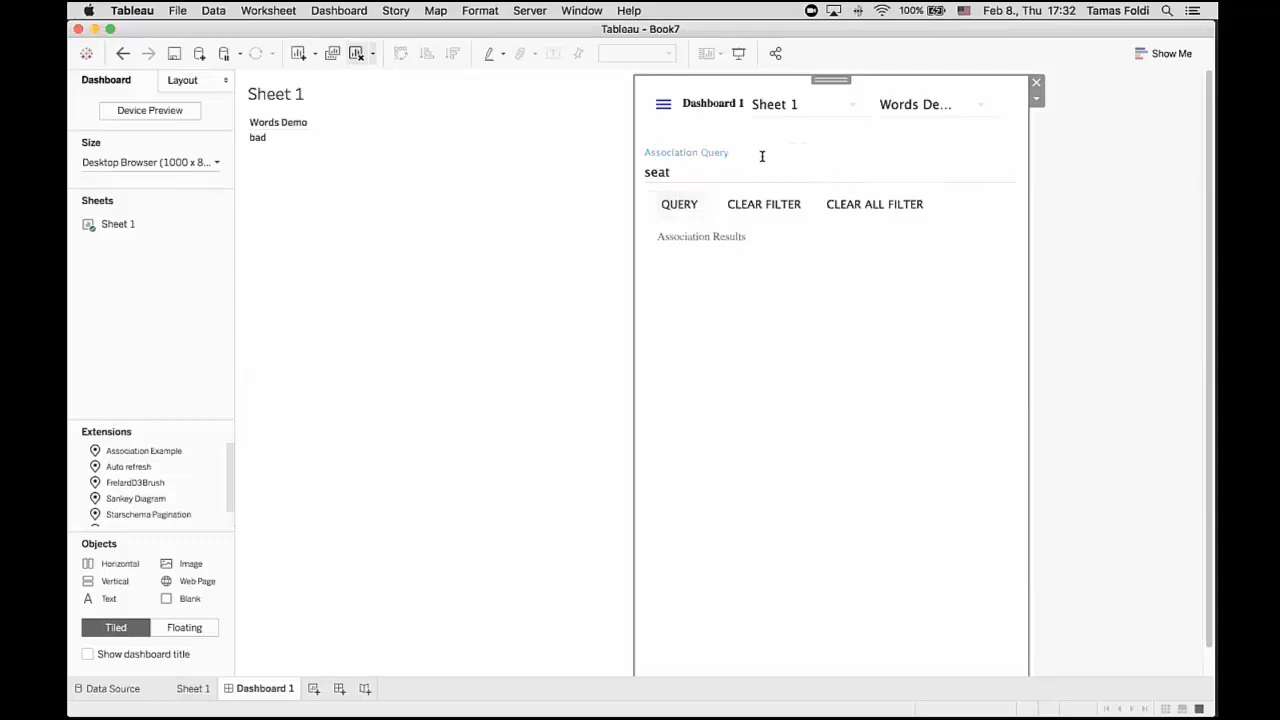 Tableau File Data Worksheet Dashboard Story Map Format Server Window Help 100% Feb 8., Thu 17:32 Tamas Foldi
Tableau - Book7
Show Me
Dashboard Layout
Device Preview
Size
Desktop Browser (1000 x 8...
Sheets
Sheet 1
Extensions
Association Example
Auto refresh
FrelardD3Brush
Sankey Diagram
Starschema Pagination
Objects
Horizontal Image
Vertical Web Page
A Text Blank
Tiled Floating
Show dashboard title
Sheet 1
Words Demo
bad
Dashboard 1 Sheet 1 Words De...
Association Query
seat
QUERY CLEAR FILTER CLEAR ALL FILTER
Association Results
Data Source Sheet 1 Dashboard 1